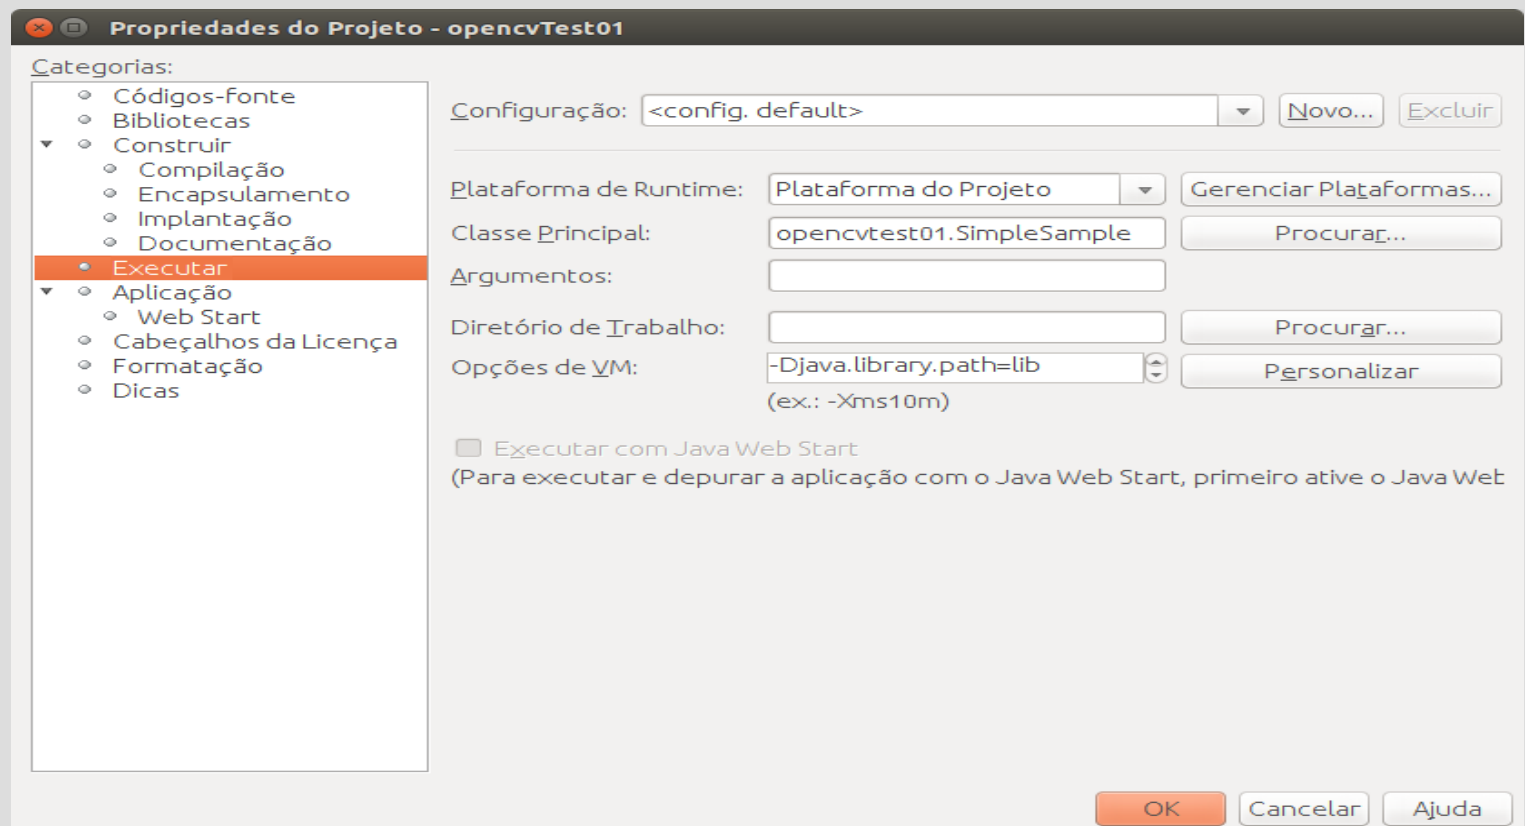 Propriedades do Projeto - opencvTest01
Categorias:
Códigos-fonte
Bibliotecas
Construir
Compilação
Encapsulamento
Implantação
Documentação
Executar
Aplicação
Web Start
Cabeçalhos da Licença
Formatação
Dicas
Configuração: <config. default> Novo... Excluir
Plataforma de Runtime: Plataforma do Projeto Gerenciar Plataformas...
Classe Principal: opencvtest01.SimpleSample Procurar...
Argumentos:
Diretório de Trabalho: Procurar...
Opções de VM: -Djava.library.path=lib Personalizar
(ex.: -Xms10m)
Executar com Java Web Start
(Para executar e depurar a aplicação com o Java Web Start, primeiro ative o Java Web
OK Cancelar Ajuda